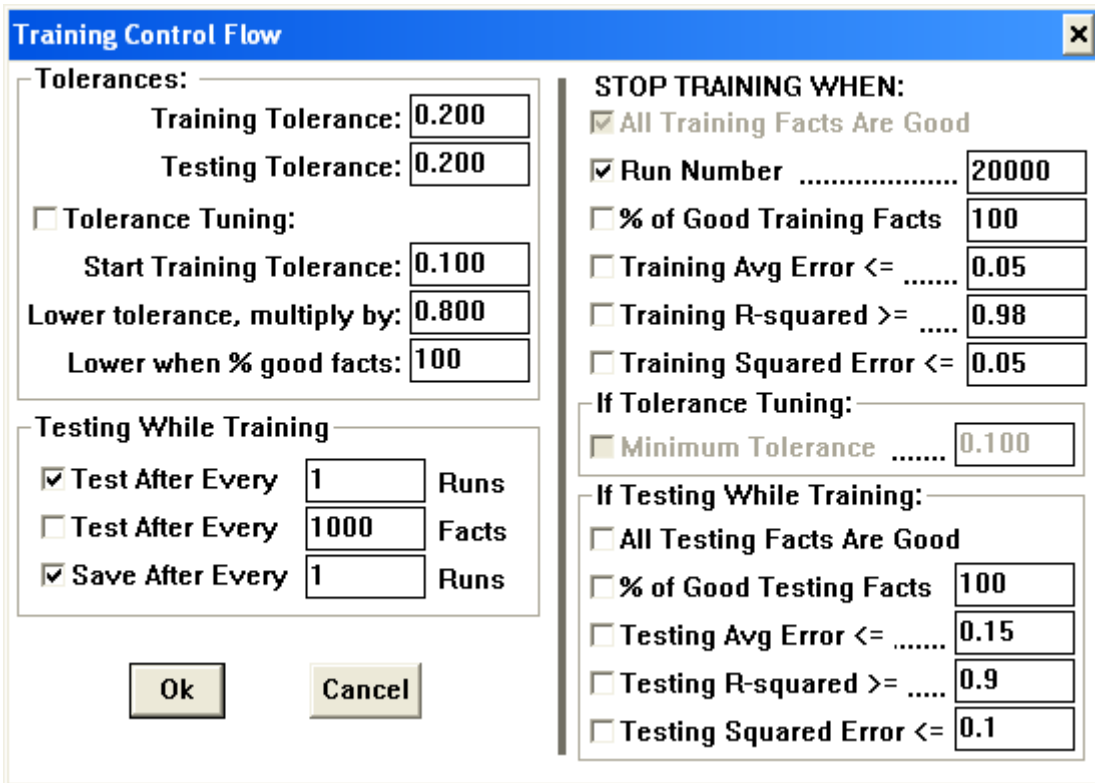 Training Control Flow
Tolerances:
Training Tolerance: 0.200
Testing Tolerance: 0.200
Tolerance Tuning:
Start Training Tolerance: 0.100
Lower tolerance, multiply by: 0.800
Lower when % good facts: 100
Testing While Training
Test After Every 1 Runs
Test After Every 1000 Facts
Save After Every 1 Runs
Ok
Cancel
STOP TRAINING WHEN:
All Training Facts Are Good
Run Number .................... 20000
% of Good Training Facts 100
Training Avg Error <= ....... 0.05
Training R-squared >= ..... 0.98
Training Squared Error <= 0.05
If Tolerance Tuning:
Minimum Tolerance ....... 0.100
If Testing While Training:
All Testing Facts Are Good
% of Good Testing Facts 100
Testing Avg Error <= ....... 0.15
Testing R-squared >= ..... 0.9
Testing Squared Error <= 0.1